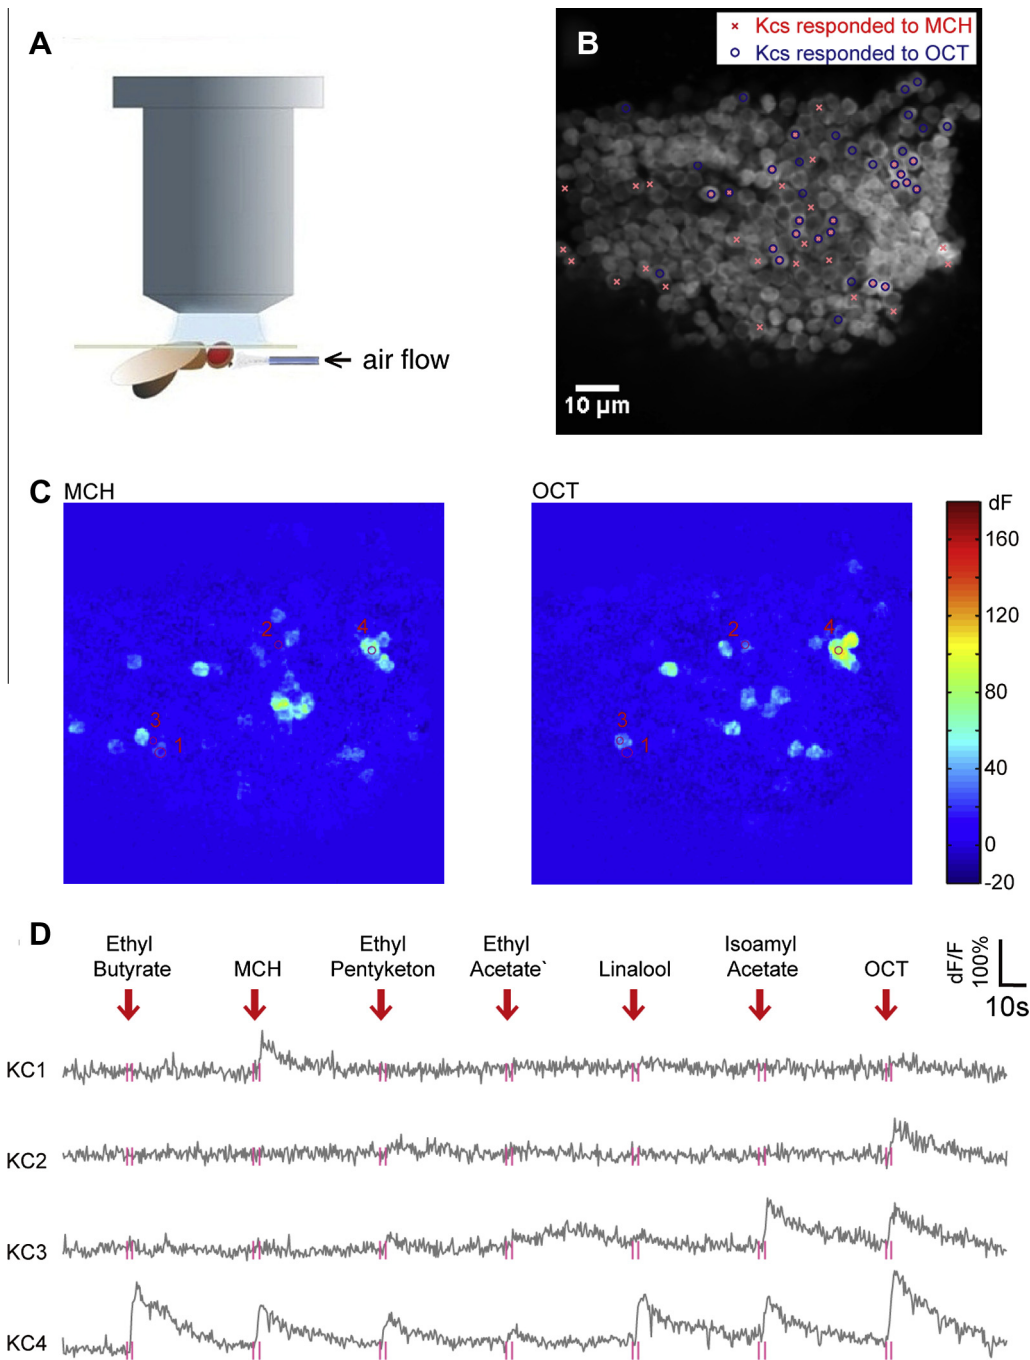 A
air flow
B
× Kcs responded to MCH
○ Kcs responded to OCT
10 µm
C
MCH
2
4
3
1
OCT
2
4
3
1
dF
160
120
80
40
0
-20
D
Ethyl
Butyrate
MCH
Ethyl
Pentyketon
Ethyl
Acetate`
Linalool
Isoamyl
Acetate
OCT
dF/F
100%
10s
KC1
KC2
KC3
KC4